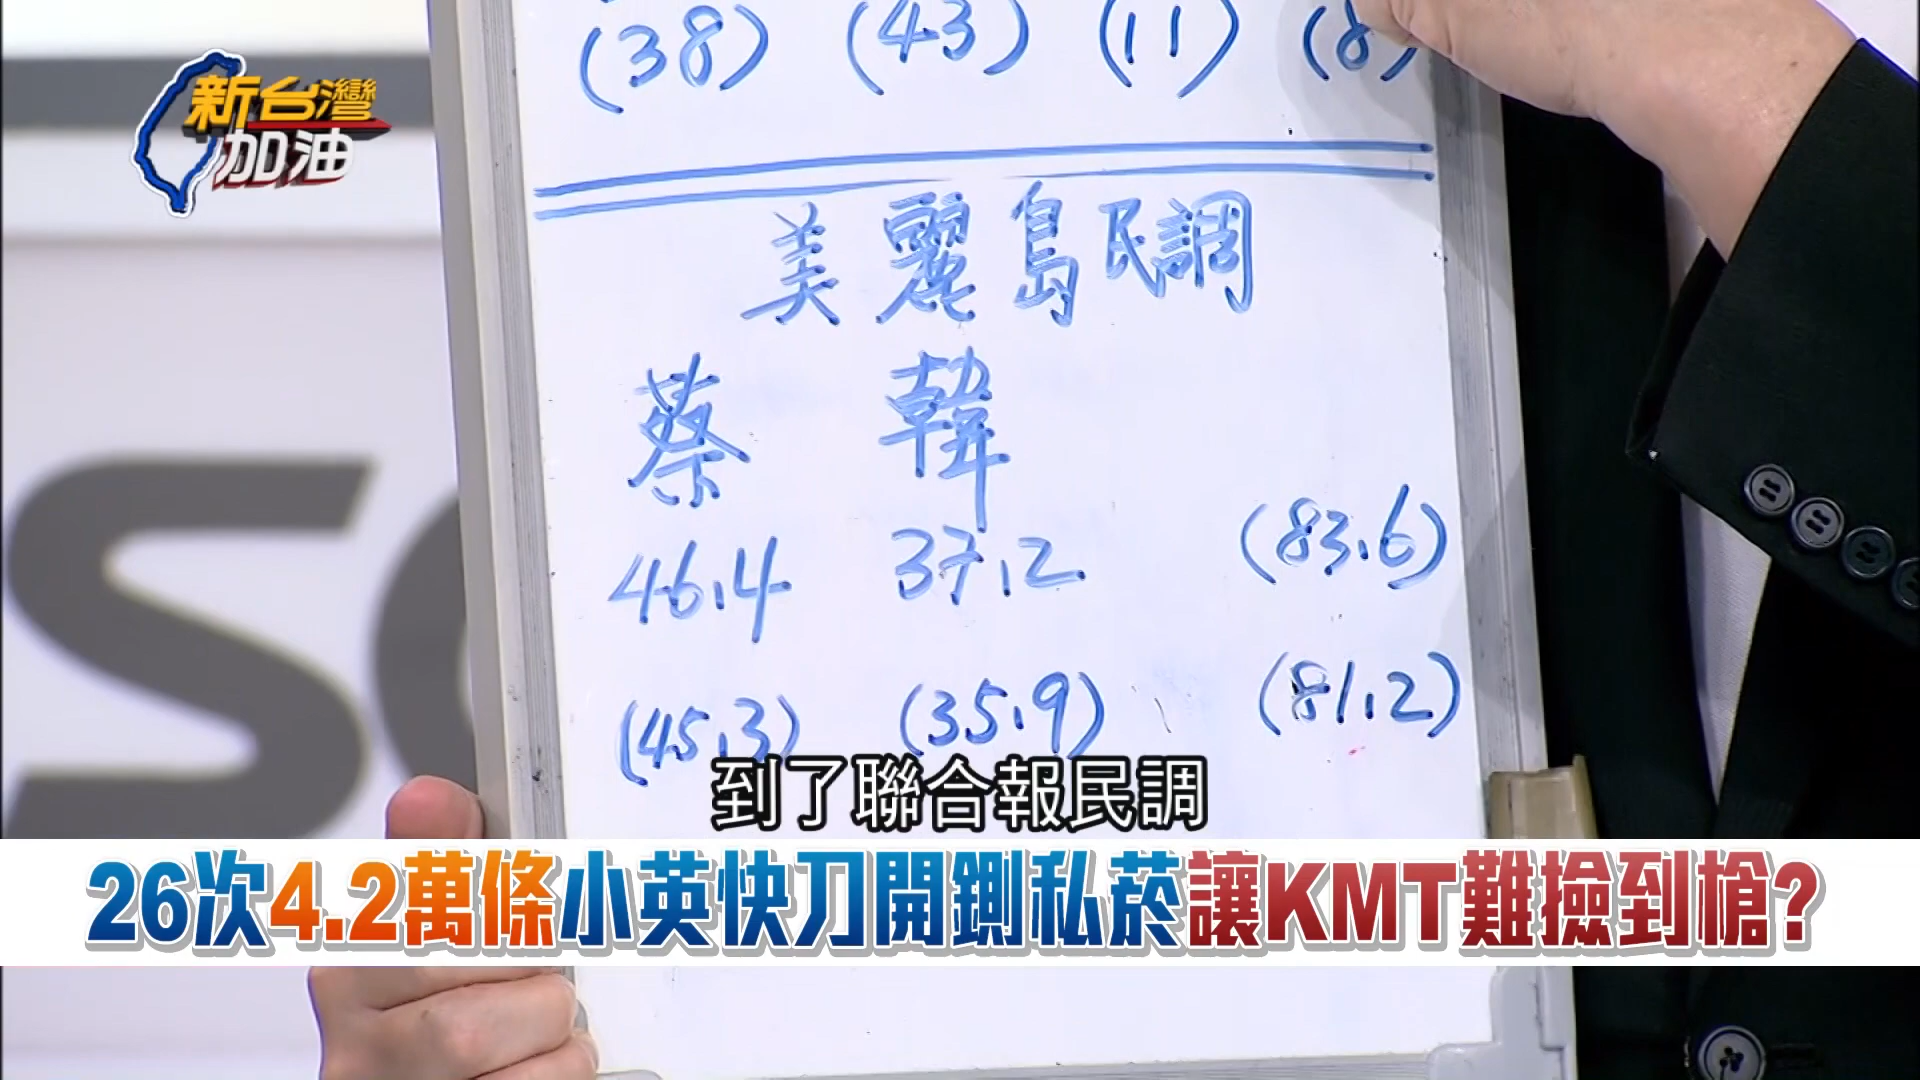 新台灣
加油
(38) (43) (11) (8)
美麗島民調
蔡 韓
46.4 37.2 (83.6)
(45.3) (35.9) (81.2)
到了聯合報民調
26次4.2萬條小英快刀開鍘私菸讓KMT難撿到槍?